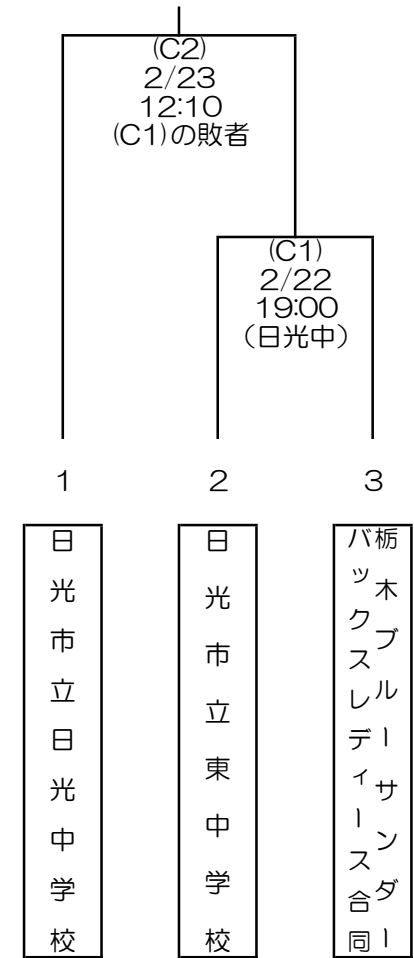 (C2)
2/23
12:10
(C1)の敗者
(C1)
2/22
19:00
(日光中)
1
2
3
日光市立日光中学校
日光市立東中学校
栃木ブルーサンダー
バックスレディース合同